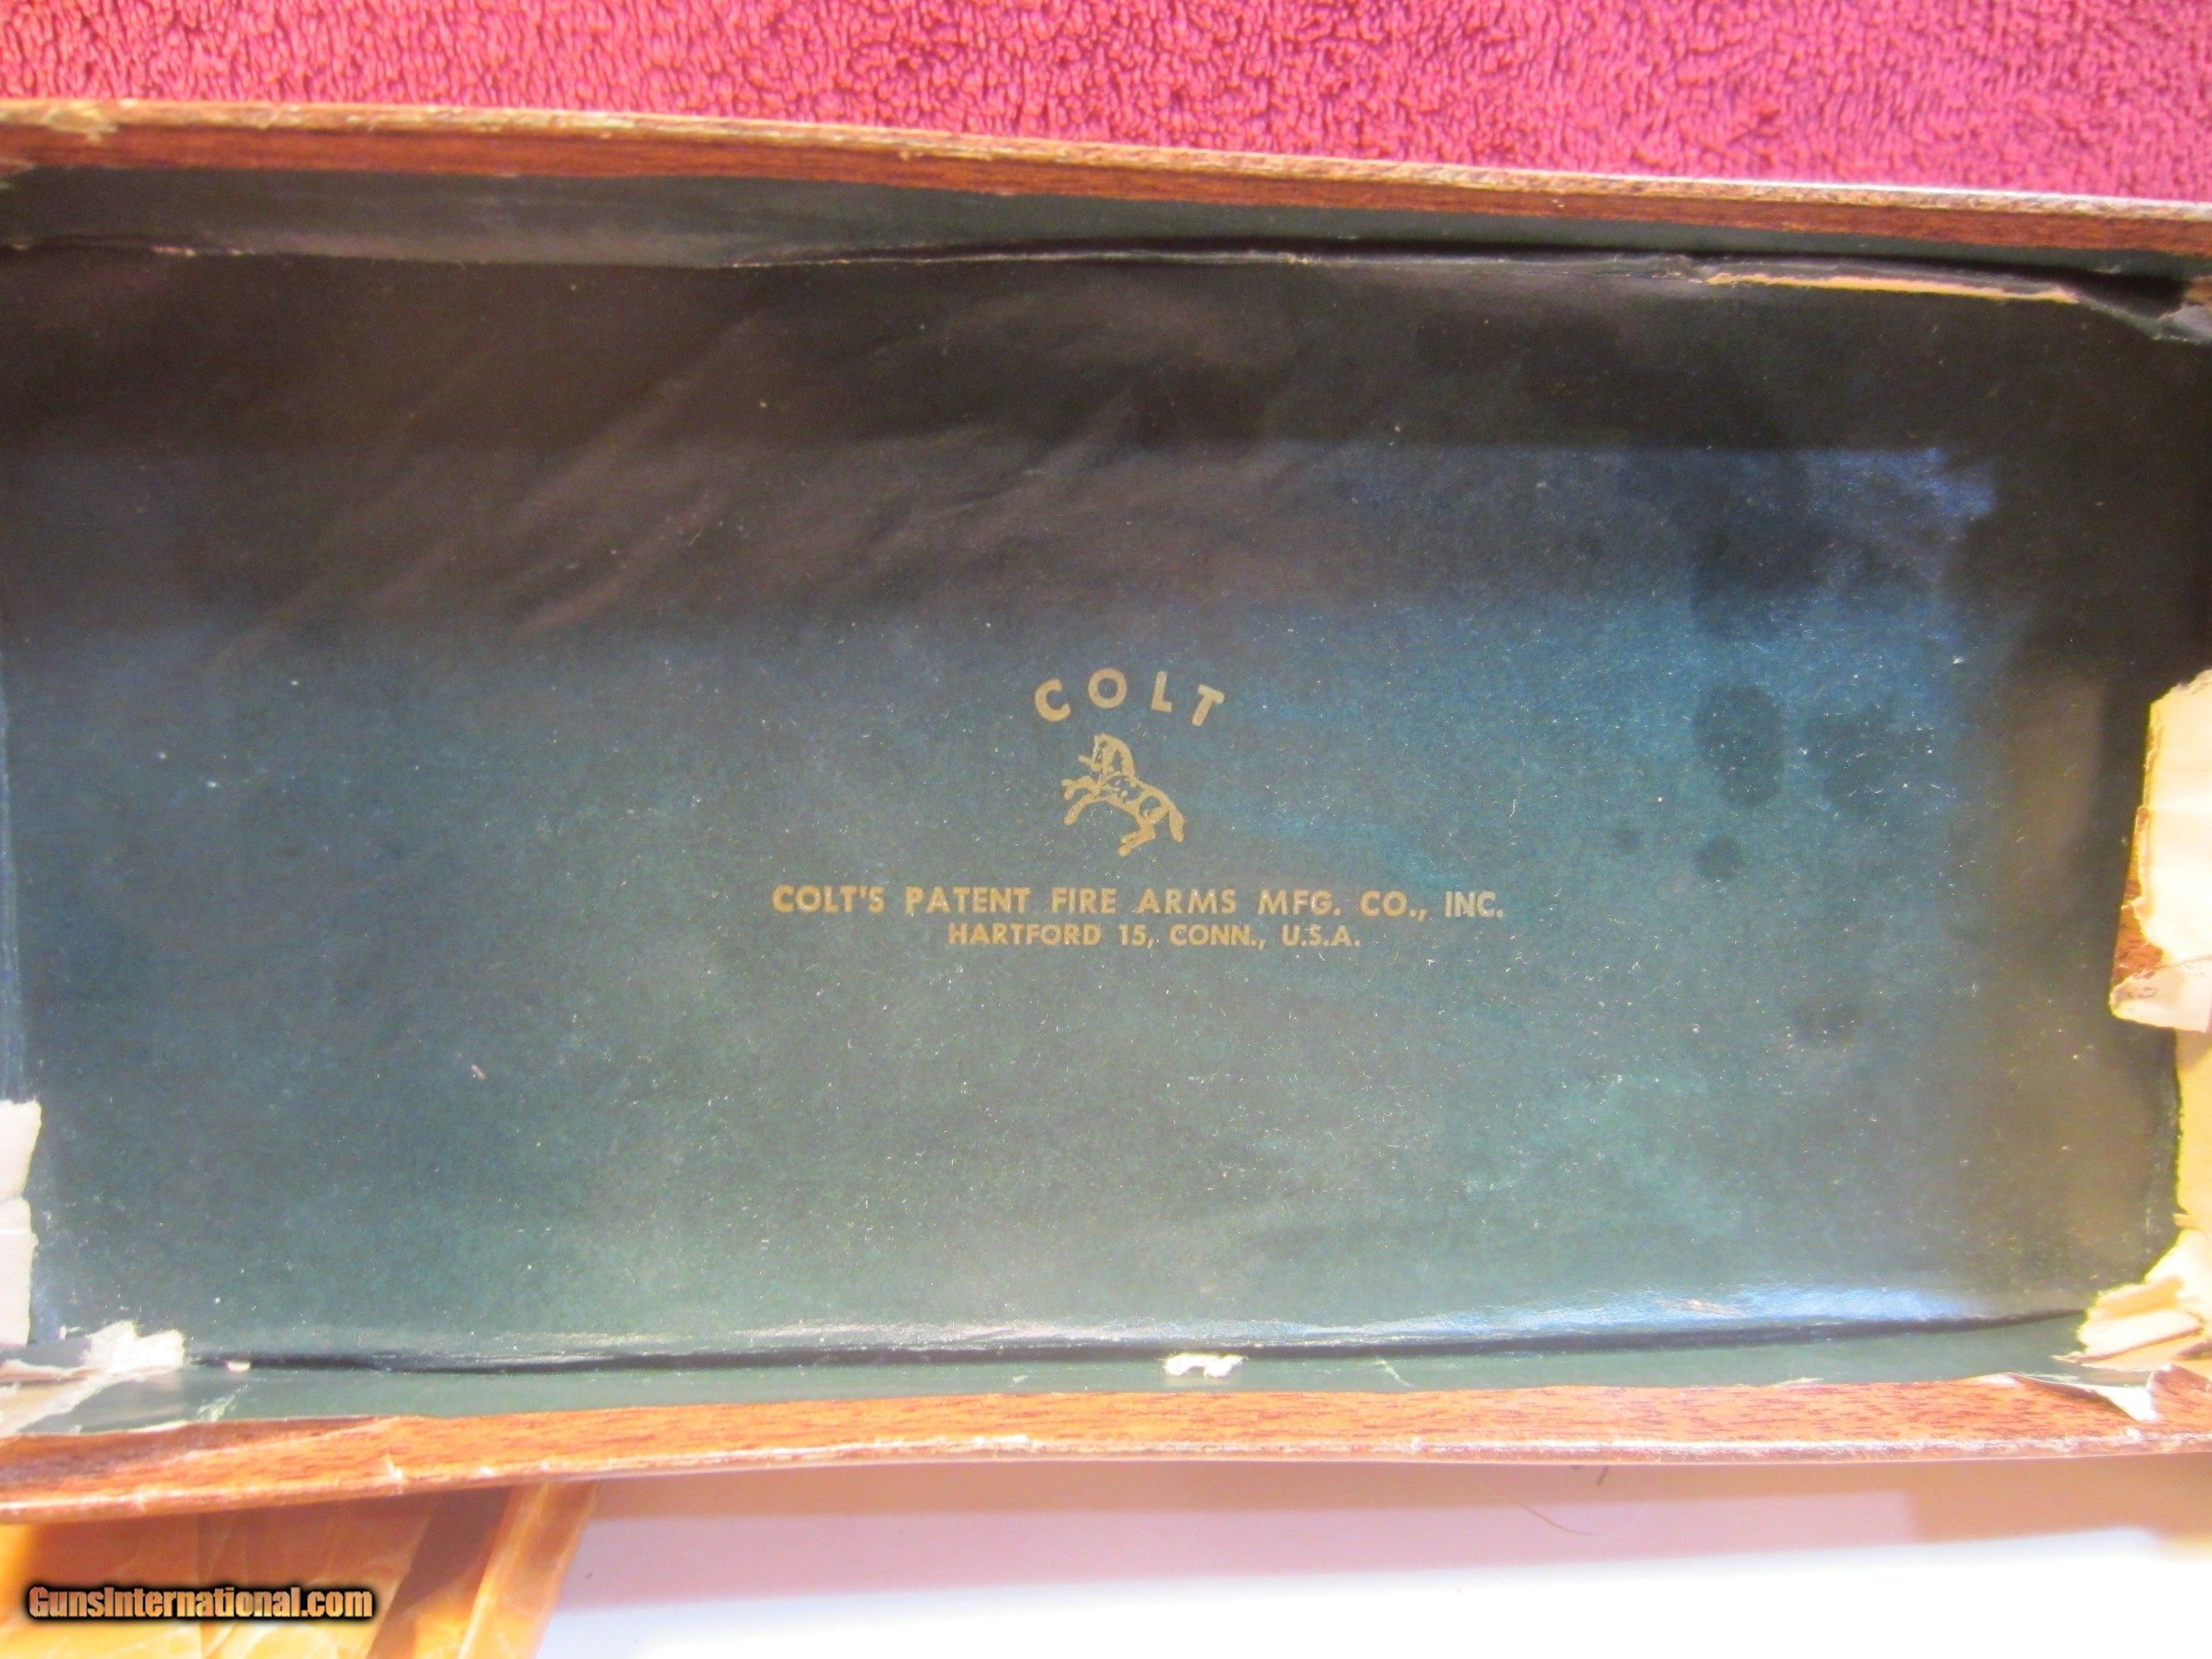 COLT
COLT'S PATENT FIRE ARMS MFG. CO., INC.
HARTFORD 15, CONN., U.S.A.
GunsInternational.com